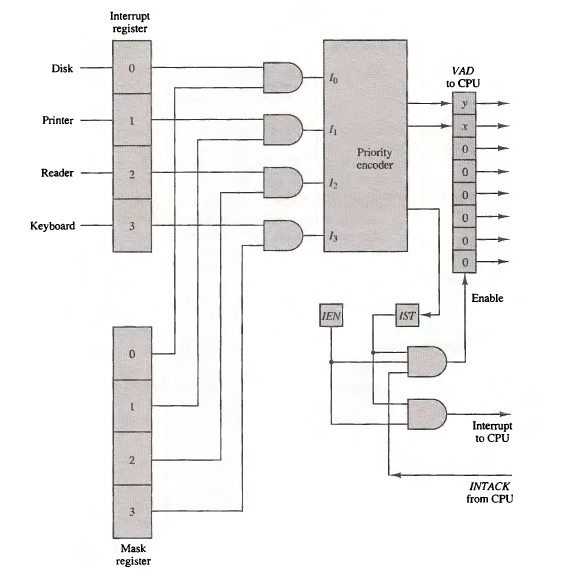 Interrupt
register
Disk
0
Printer
1
Reader
2
Keyboard
3
I0
I1
I2
I3
Priority
encoder
VAD
to CPU
y
x
0
0
0
0
0
0
Enable
IEN
IST
Interrupt
to CPU
INTACK
from CPU
0
1
2
3
Mask
register